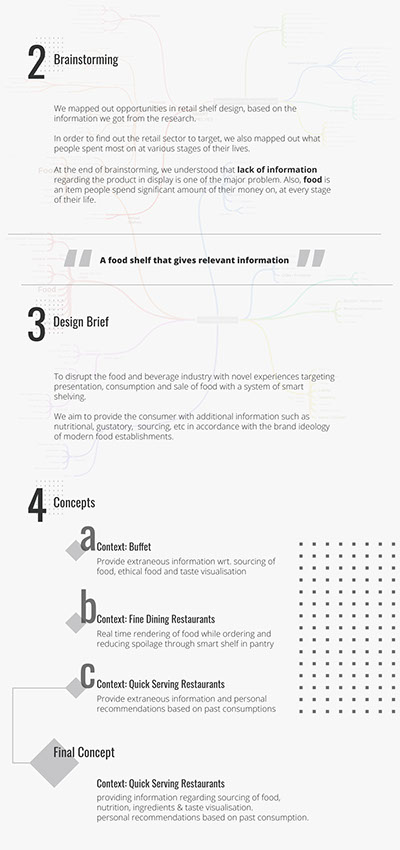 2 Brainstorming
We mapped out opportunities in retail shelf design, based on the
information we got from the research.
In order to find out the retail sector to target, we also mapped out what
people spent most on at various stages of their lives.
At the end of brainstorming, we understood that lack of information
regarding the product in display is one of the major problem. Also, food is
an item people spend significant amount of their money on, at every stage
of their life.
A food shelf that gives relevant information
3 Design Brief
To disrupt the food and beverage industry with novel experiences targeting
presentation, consumption and sale of food with a system of smart
shelving.
We aim to provide the consumer with additional information such as
nutritional, gustatory, sourcing, etc in accordance with the brand ideology
of modern food establishments.
4 Concepts
a
Context: Buffet
Provide extraneous information wrt. sourcing of
food, ethical food and taste visualisation
b
Context: Fine Dining Restaurants
Real time rendering of food while ordering and
reducing spoilage through smart shelf in pantry
c
Context: Quick Serving Restaurants
Provide extraneous information and personal
recommendations based on past consumptions
Final Concept
Context: Quick Serving Restaurants
providing information regarding sourcing of food,
nutrition, ingredients & taste visualisation.
personal recommendations based on past consumption.